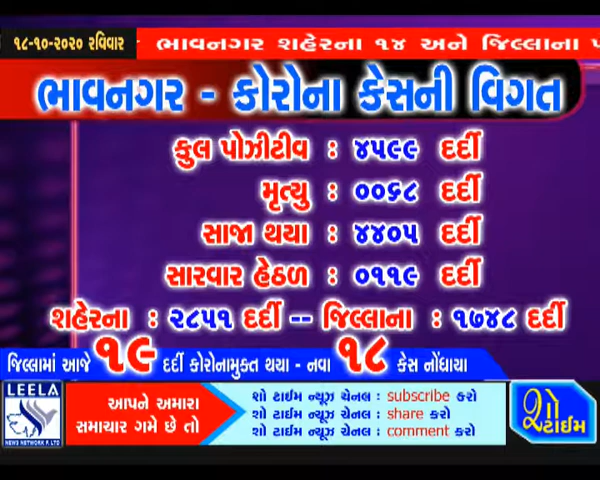 ૧૮-૧૦-૨૦૨૦ રવિવાર ભાવનગર શહેરના ૧૪ અને જિલ્લાના
ભાવનગર - કોરોના કેસની વિગત
કુલ પોઝીટીવ : ૪૫૯૯ દર્દી
મૃત્યુ : ૦૦૬૮ દર્દી
સાજા થયા : ૪૪૦૫ દર્દી
સારવાર હેઠળ : ૦૧૧૯ દર્દી
શહેરના : ૨૮૫૧ દર્દી -- જિલ્લાના : ૧૭૪૮ દર્દી
જિલ્લામાં આજે ૧૯ દર્દી કોરોનામુક્ત થયા - નવા ૧૮ કેસ નોંધાયા
LEELA
NEWS NETWORK P. LTD
આપને અમારા
સમાચાર ગમે છે તો
શો ટાઈમ ન્યૂઝ ચેનલ : subscribe કરો
શો ટાઈમ ન્યૂઝ ચેનલ : share કરો
શો ટાઈમ ન્યૂઝ ચેનલ : comment કરો
શો
ટાઈમ